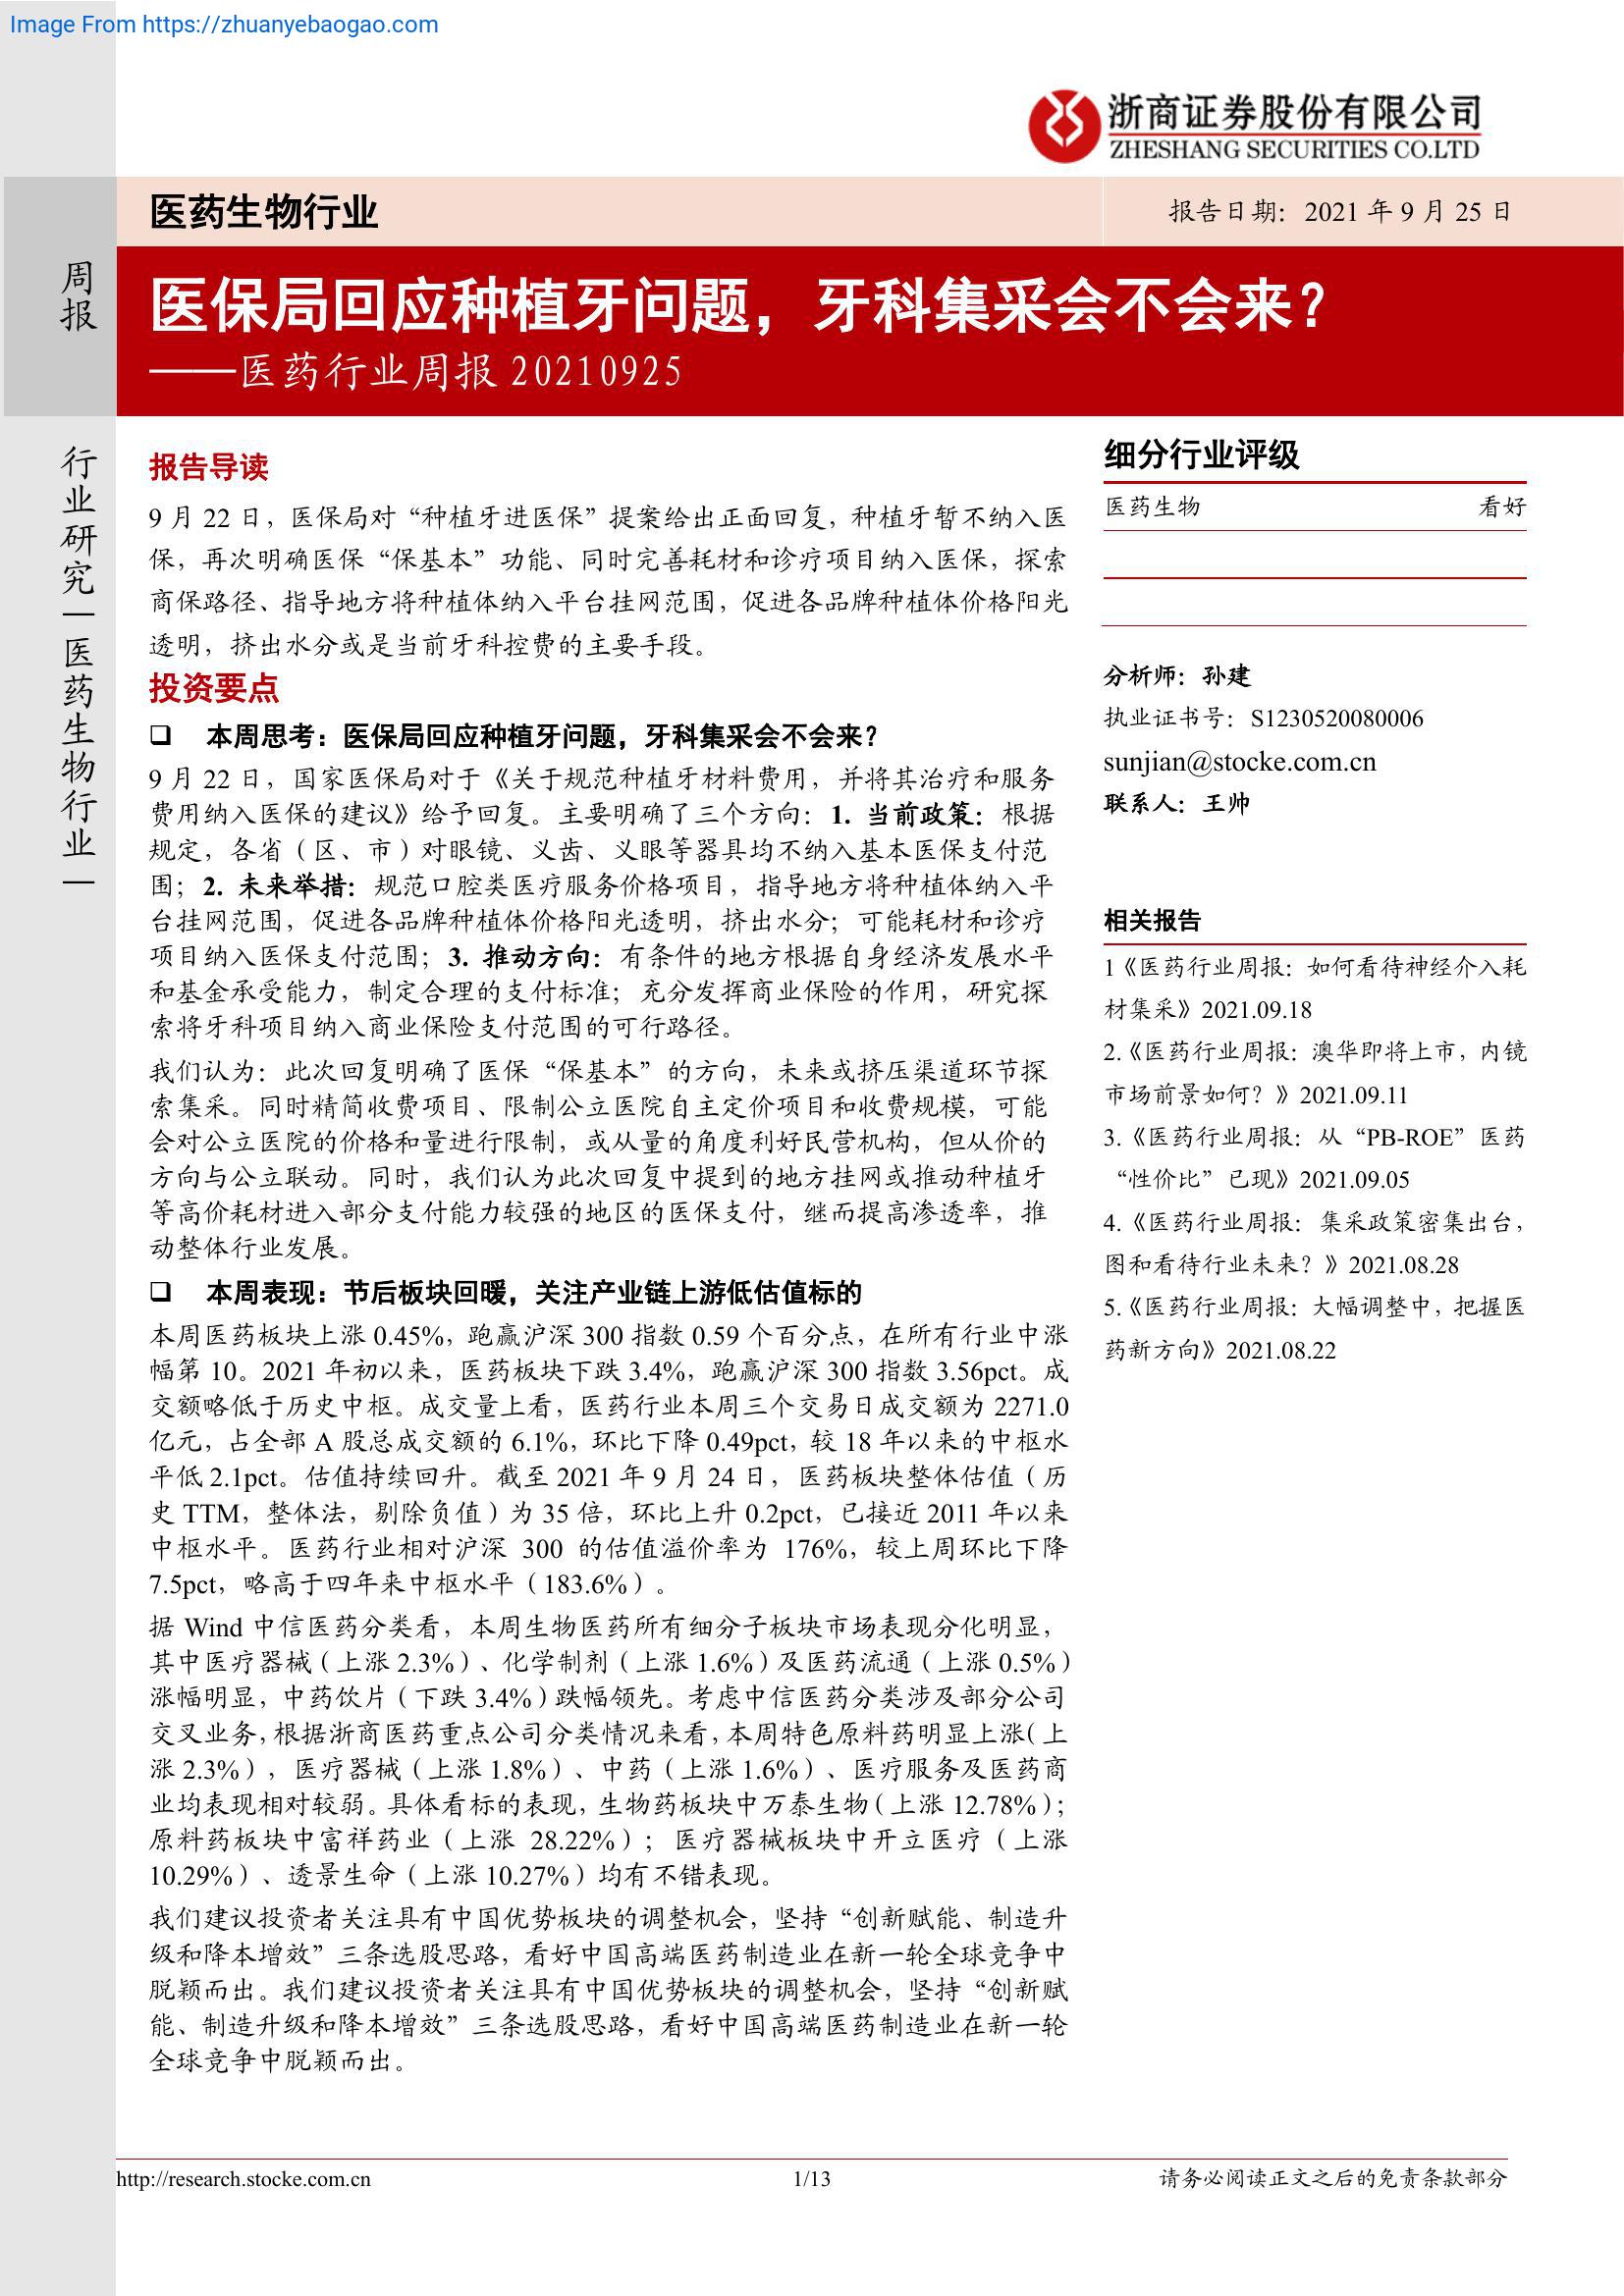 Image From https://zhuanyebaogao.com
浙商证券股份有限公司
ZHESHANG SECURITIES CO.LTD
医药生物行业
报告日期：2021 年 9 月 25 日
周报
医保局回应种植牙问题，牙科集采会不会来？
——医药行业周报 20210925
行业研究｜医药生物行业｜
报告导读
9 月 22 日，医保局对“种植牙进医保”提案给出正面回复，种植牙暂不纳入医
保，再次明确医保“保基本”功能、同时完善耗材和诊疗项目纳入医保，探索
商保路径、指导地方将种植体纳入平台挂网范围，促进各品牌种植体价格阳光
透明，挤出水分或是当前牙科控费的主要手段。
投资要点
❑ 本周思考：医保局回应种植牙问题，牙科集采会不会来？
9 月 22 日，国家医保局对于《关于规范种植牙材料费用，并将其治疗和服务
费用纳入医保的建议》给予回复。主要明确了三个方向：1. 当前政策：根据
规定，各省（区、市）对眼镜、义齿、义眼等器具均不纳入基本医保支付范
围；2. 未来举措：规范口腔类医疗服务价格项目，指导地方将种植体纳入平
台挂网范围，促进各品牌种植体价格阳光透明，挤出水分；可能耗材和诊疗
项目纳入医保支付范围；3. 推动方向：有条件的地方根据自身经济发展水平
和基金承受能力，制定合理的支付标准；充分发挥商业保险的作用，研究探
索将牙科项目纳入商业保险支付范围的可行路径。
我们认为：此次回复明确了医保“保基本”的方向，未来或挤压渠道环节探
索集采。同时精简收费项目、限制公立医院自主定价项目和收费规模，可能
会对公立医院的价格和量进行限制，或从量的角度利好民营机构，但从价的
方向与公立联动。同时，我们认为此次回复中提到的地方挂网或推动种植牙
等高价耗材进入部分支付能力较强的地区的医保支付，继而提高渗透率，推
动整体行业发展。
❑ 本周表现：节后板块回暖，关注产业链上游低估值标的
本周医药板块上涨 0.45%，跑赢沪深 300 指数 0.59 个百分点，在所有行业中涨
幅第 10。2021 年初以来，医药板块下跌 3.4%，跑赢沪深 300 指数 3.56pct。成
交额略低于历史中枢。成交量上看，医药行业本周三个交易日成交额为 2271.0
亿元，占全部 A 股总成交额的 6.1%，环比下降 0.49pct，较 18 年以来的中枢水
平低 2.1pct。估值持续回升。截至 2021 年 9 月 24 日，医药板块整体估值（历
史 TTM，整体法，剔除负值）为 35 倍，环比上升 0.2pct，已接近 2011 年以来
中枢水平。医药行业相对沪深 300 的估值溢价率为 176%，较上周环比下降
7.5pct，略高于四年来中枢水平（183.6%）。
据 Wind 中信医药分类看，本周生物医药所有细分子板块市场表现分化明显，
其中医疗器械（上涨 2.3%）、化学制剂（上涨 1.6%）及医药流通（上涨 0.5%）
涨幅明显，中药饮片（下跌 3.4%）跌幅领先。考虑中信医药分类涉及部分公司
交叉业务，根据浙商医药重点公司分类情况来看，本周特色原料药明显上涨（上
涨 2.3%），医疗器械（上涨 1.8%）、中药（上涨 1.6%）、医疗服务及医药商
业均表现相对较弱。具体看标的表现，生物药板块中万泰生物（上涨 12.78%）；
原料药板块中富祥药业（上涨 28.22%）；医疗器械板块中开立医疗（上涨
10.29%）、透景生命（上涨 10.27%）均有不错表现。
我们建议投资者关注具有中国优势板块的调整机会，坚持“创新赋能、制造升
级和降本增效”三条选股思路，看好中国高端医药制造业在新一轮全球竞争中
脱颖而出。我们建议投资者关注具有中国优势板块的调整机会，坚持“创新赋
能、制造升级和降本增效”三条选股思路，看好中国高端医药制造业在新一轮
全球竞争中脱颖而出。
细分行业评级
医药生物 看好
分析师：孙建
执业证书号：S1230520080006
sunjian@stocke.com.cn
联系人：王帅
相关报告
1《医药行业周报：如何看待神经介入耗
材集采》2021.09.18
2.《医药行业周报：澳华即将上市，内镜
市场前景如何？》2021.09.11
3.《医药行业周报：从“PB-ROE”医药
“性价比”已现》2021.09.05
4.《医药行业周报：集采政策密集出台，
图和看待行业未来？》2021.08.28
5.《医药行业周报：大幅调整中，把握医
药新方向》2021.08.22
http://research.stocke.com.cn
1/13
请务必阅读正文之后的免责条款部分